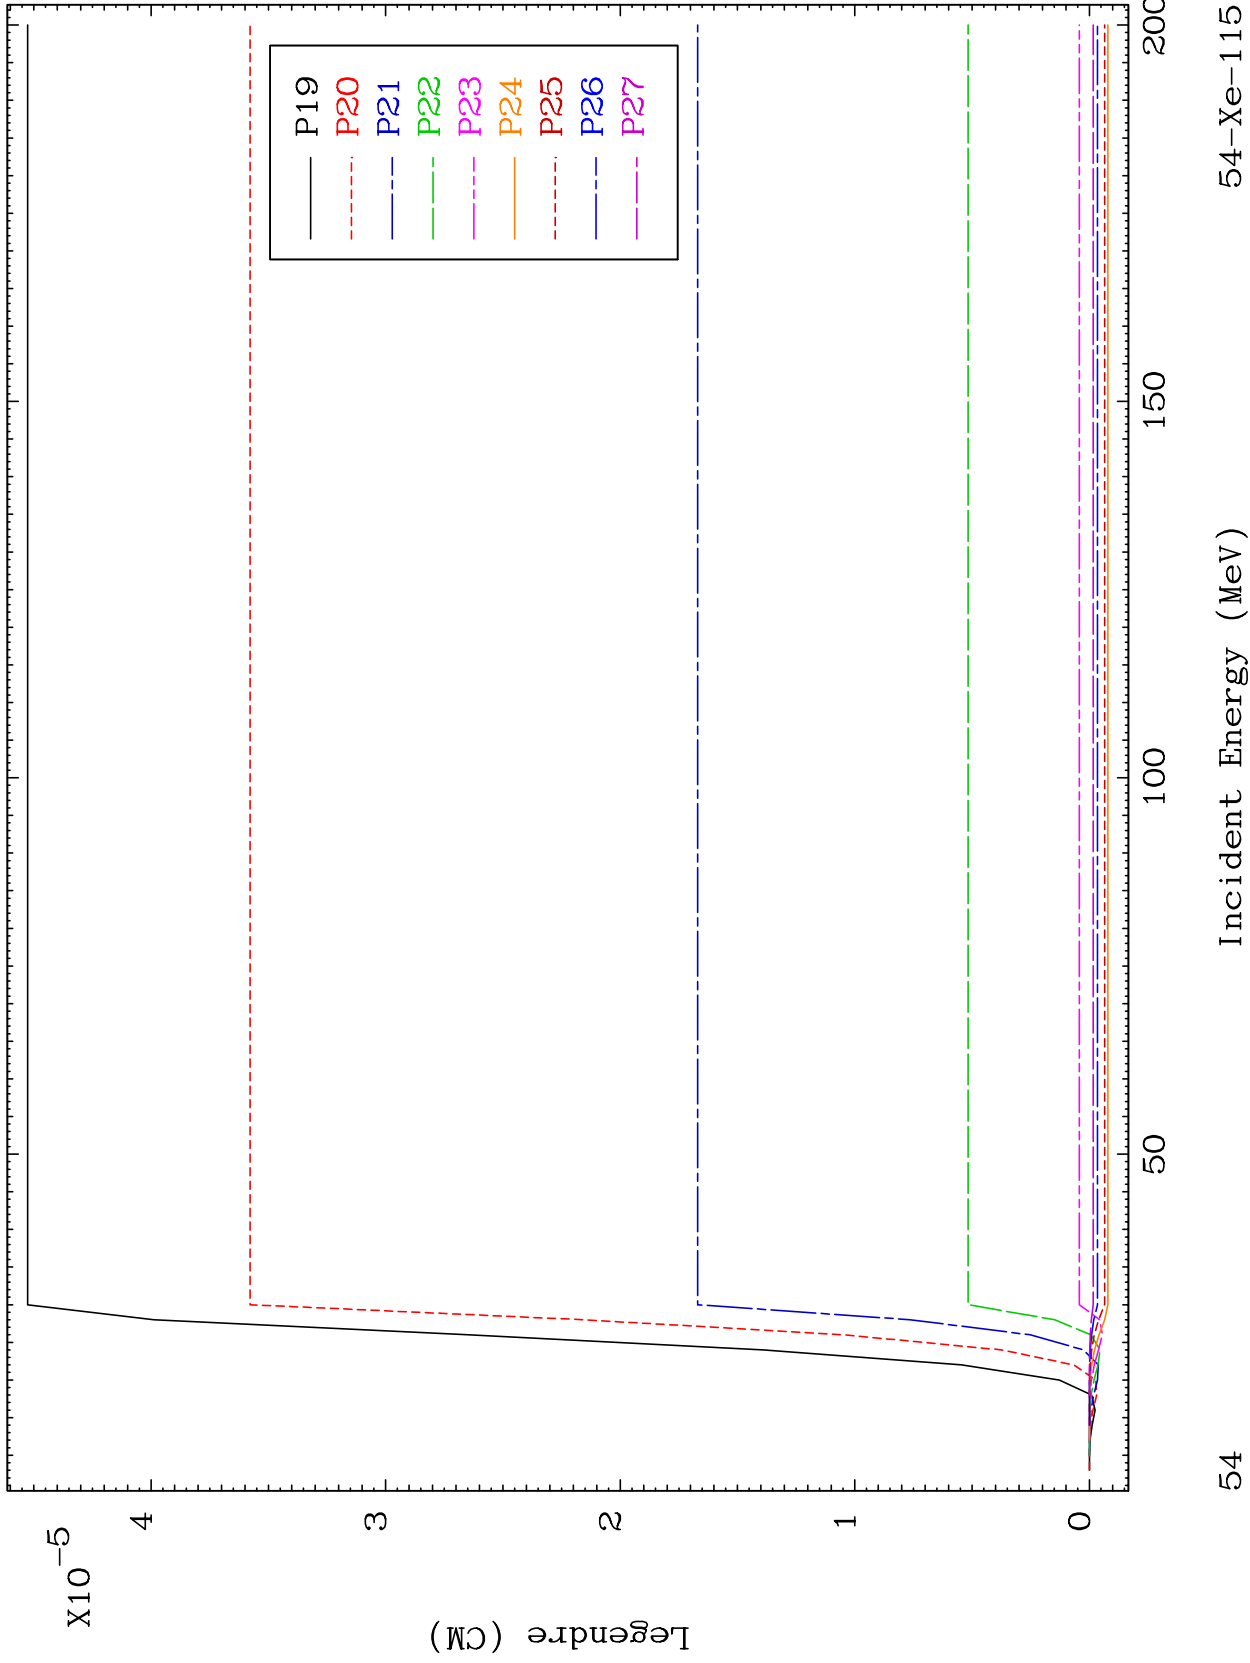 X10⁻⁵
4
3
2
1
0
Legendre (CM)
P19
P20
P21
P22
P23
P24
P25
P26
P27
50
100
150
200
Incident Energy (MeV)
54
54-Xe-115